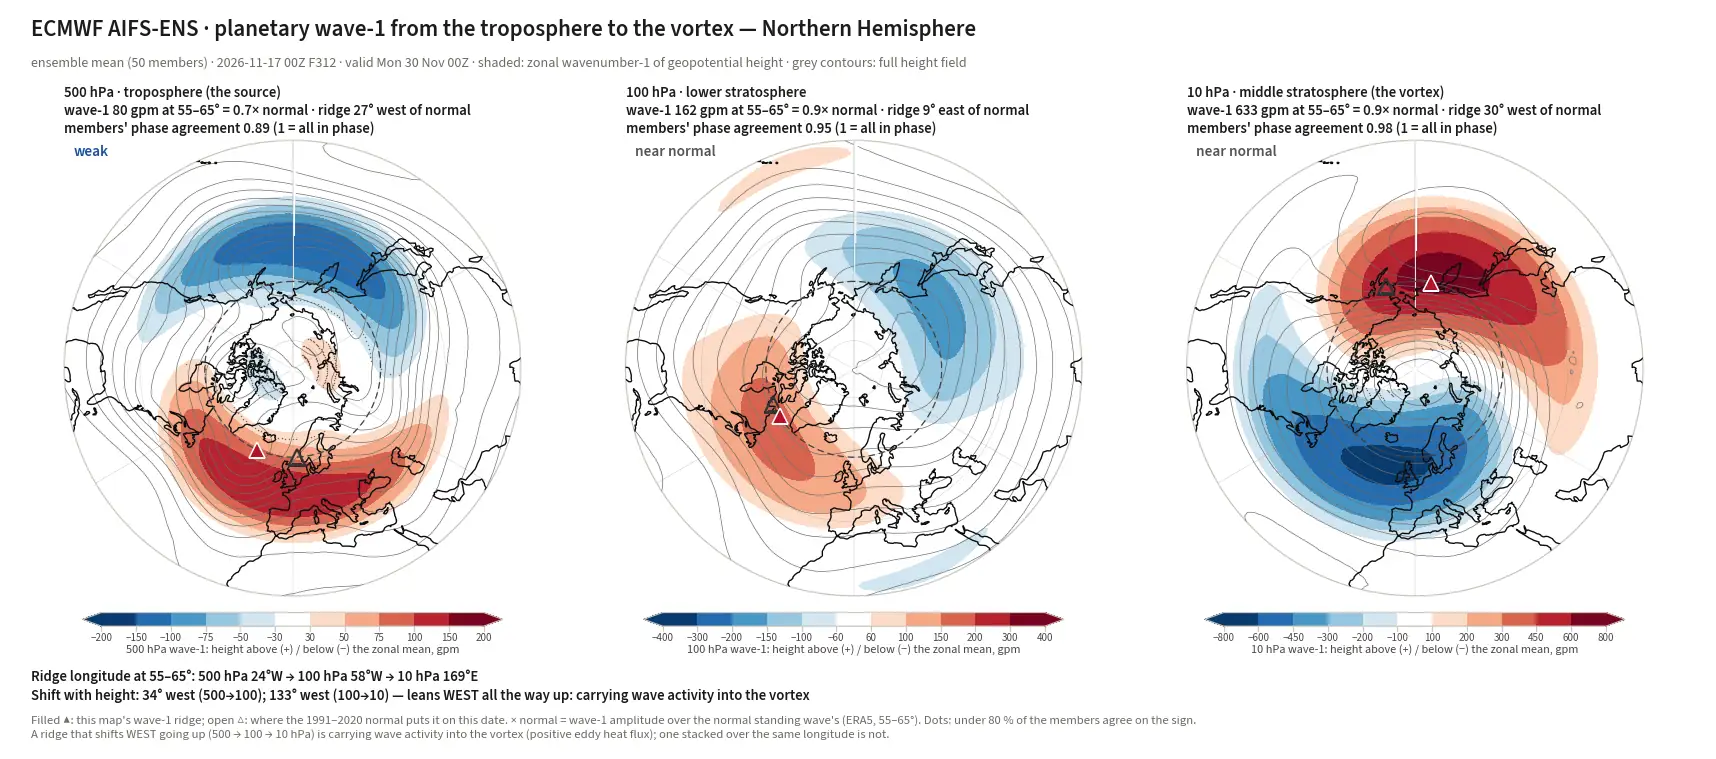 ECMWF AIFS-ENS · planetary wave-1 from the troposphere to the vortex — Northern Hemisphere
ensemble mean (50 members) · 2026-11-17 00Z F312 · valid Mon 30 Nov 00Z · shaded: zonal wavenumber-1 of geopotential height · grey contours: full height field
500 hPa · troposphere (the source)
wave-1 80 gpm at 55–65° = 0.7× normal · ridge 27° west of normal
members' phase agreement 0.89 (1 = all in phase)
weak
100 hPa · lower stratosphere
wave-1 162 gpm at 55–65° = 0.9× normal · ridge 9° east of normal
members' phase agreement 0.95 (1 = all in phase)
near normal
10 hPa · middle stratosphere (the vortex)
wave-1 633 gpm at 55–65° = 0.9× normal · ridge 30° west of normal
members' phase agreement 0.98 (1 = all in phase)
near normal
−200 −150 −100 −75 −50 −30 30 50 75 100 150 200
500 hPa wave-1: height above (+) / below (−) the zonal mean, gpm
−400 −300 −200 −150 −100 −60 60 100 150 200 300 400
100 hPa wave-1: height above (+) / below (−) the zonal mean, gpm
−800 −600 −450 −300 −200 −100 100 200 300 450 600 800
10 hPa wave-1: height above (+) / below (−) the zonal mean, gpm
Ridge longitude at 55–65°: 500 hPa 24°W → 100 hPa 58°W → 10 hPa 169°E
Shift with height: 34° west (500→100); 133° west (100→10) — leans WEST all the way up: carrying wave activity into the vortex
Filled ▲: this map's wave-1 ridge; open △: where the 1991–2020 normal puts it on this date. × normal = wave-1 amplitude over the normal standing wave's (ERA5, 55–65°). Dots: under 80 % of the members agree on the sign.
A ridge that shifts WEST going up (500 → 100 → 10 hPa) is carrying wave activity into the vortex (positive eddy heat flux); one stacked over the same longitude is not.